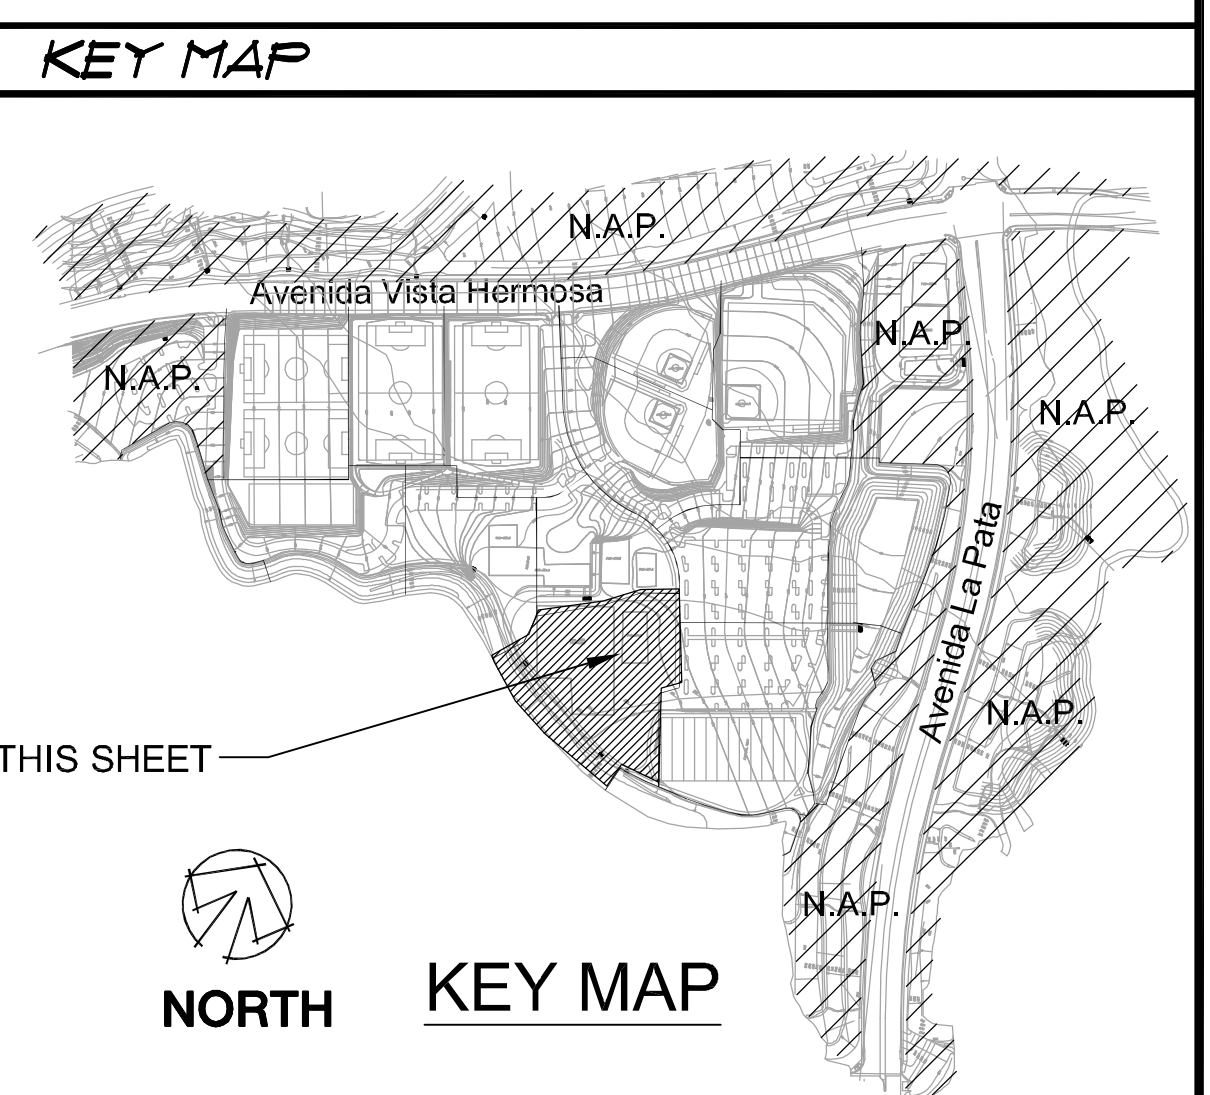 KEY MAP
N.A.P.
Avenida Vista Hermosa
N.A.P.
N.A.P.
N.A.P.
Avenida La Pata
N.A.P.
THIS SHEET
N.A.P.
NORTH
KEY MAP